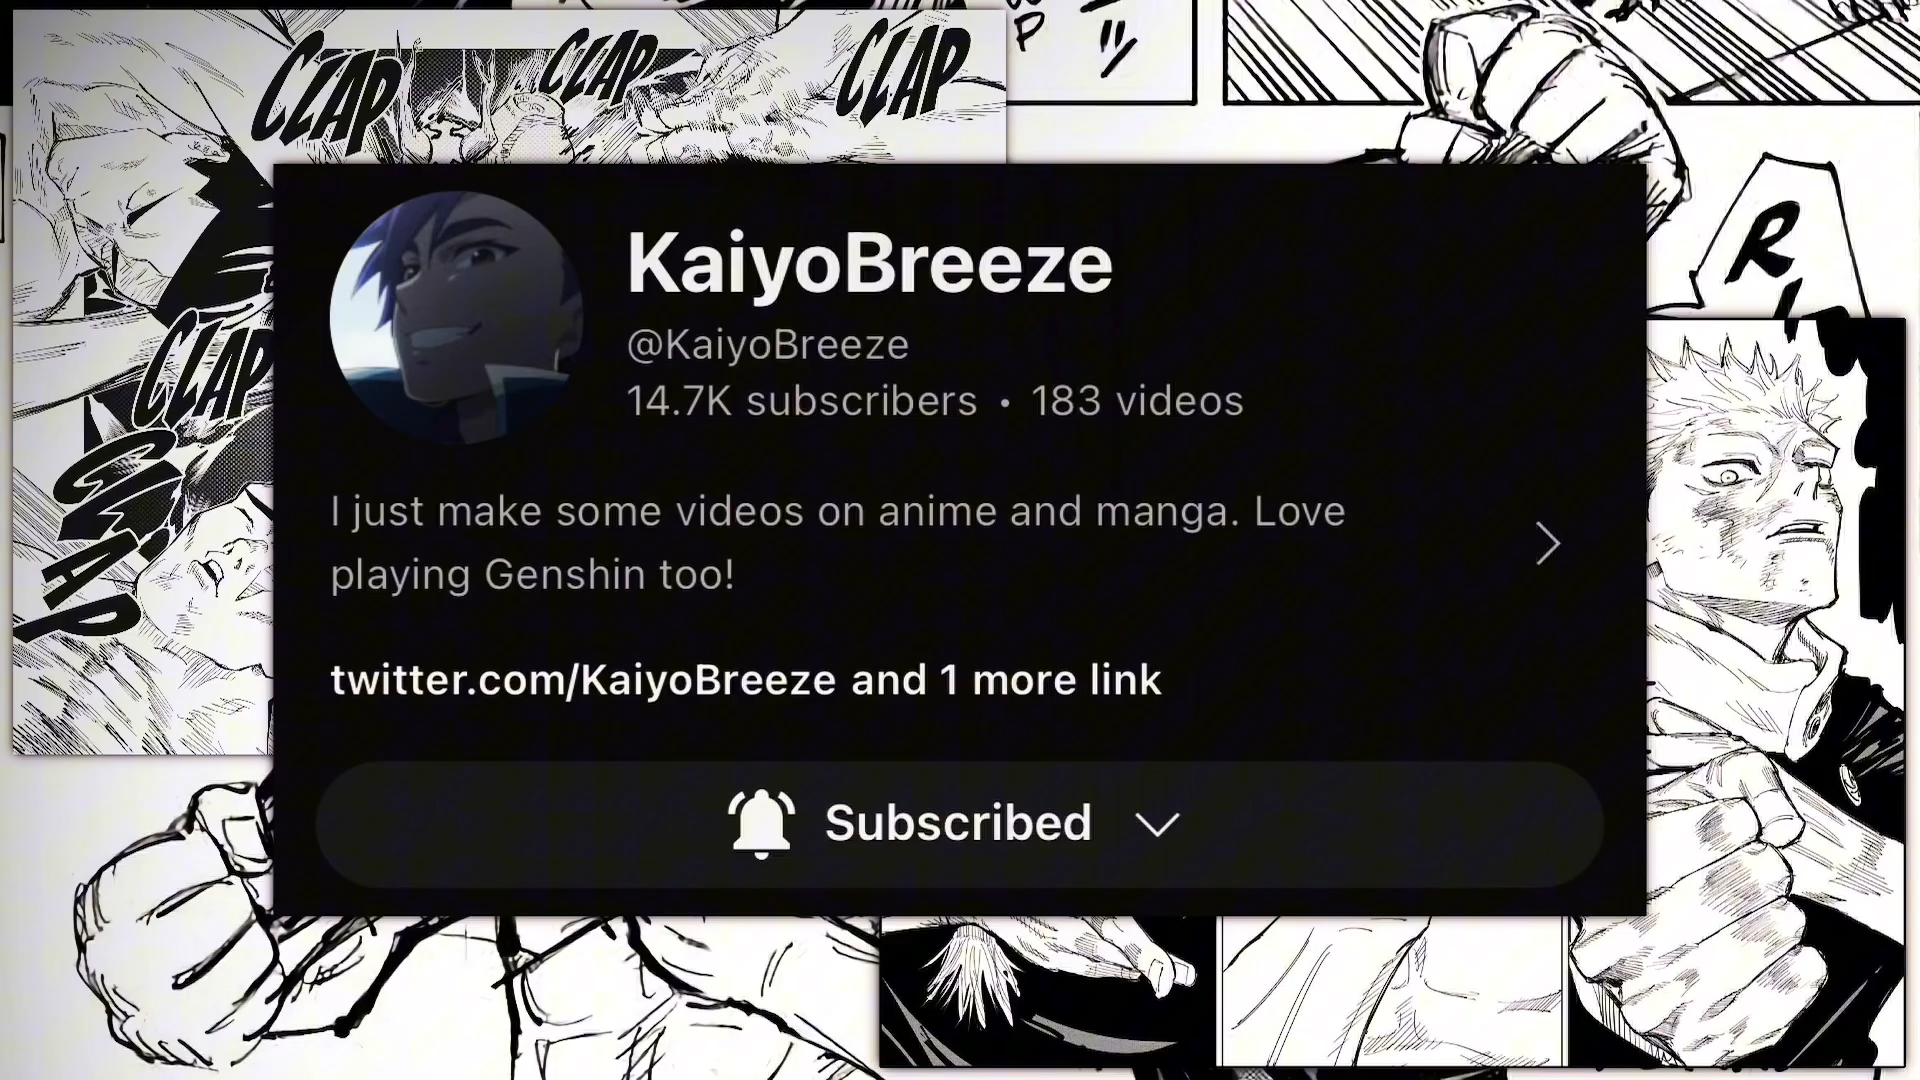 CLAP
CLAP
CLAP
CLAP
CLAP
KaiyoBreeze
@KaiyoBreeze
14.7K subscribers • 183 videos
I just make some videos on anime and manga. Love
playing Genshin too!
twitter.com/KaiyoBreeze and 1 more link
Subscribed